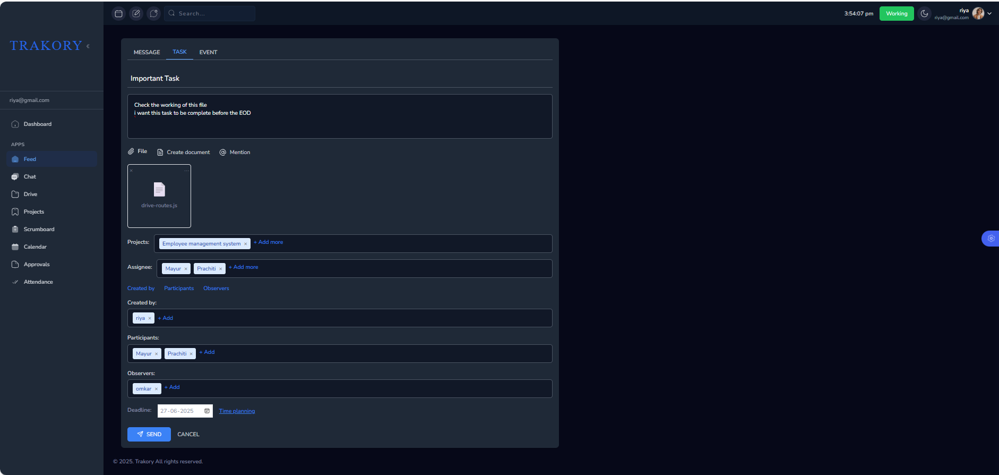 Search...
3:54:07 pm
Working
riya
riya@gmail.com
TRAKORY
riya@gmail.com
Dashboard
APPS
Feed
Chat
Drive
Projects
Scrumboard
Calendar
Approvals
Attendance
MESSAGE TASK EVENT
Important Task
Check the working of this file
i want this task to be complete before the EOD
File Create document Mention
drive-routes.js
Projects: Employee management system × + Add more
Assignee: Mayur × Prachiti × + Add more
Created by Participants Observers
Created by:
riya × + Add
Participants:
Mayur × Prachiti × + Add
Observers:
omkar × + Add
Deadline: 27-06-2025 Time planning
SEND CANCEL
© 2025. Trakory All rights reserved.